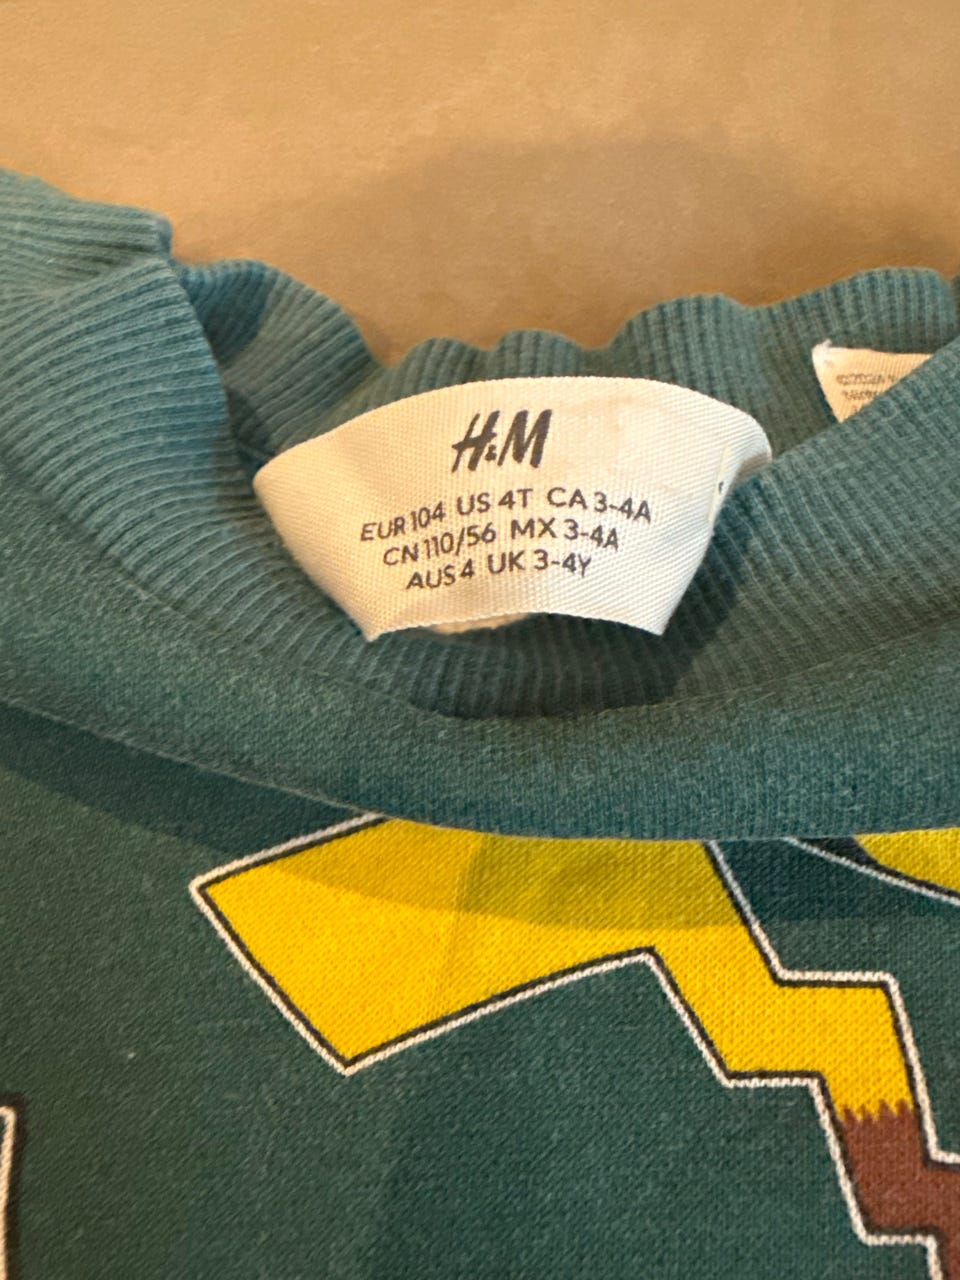 H&M
EUR 104 US 4T CA 3-4A
CN 110/56 MX 3-4A
AUS 4 UK 3-4Y